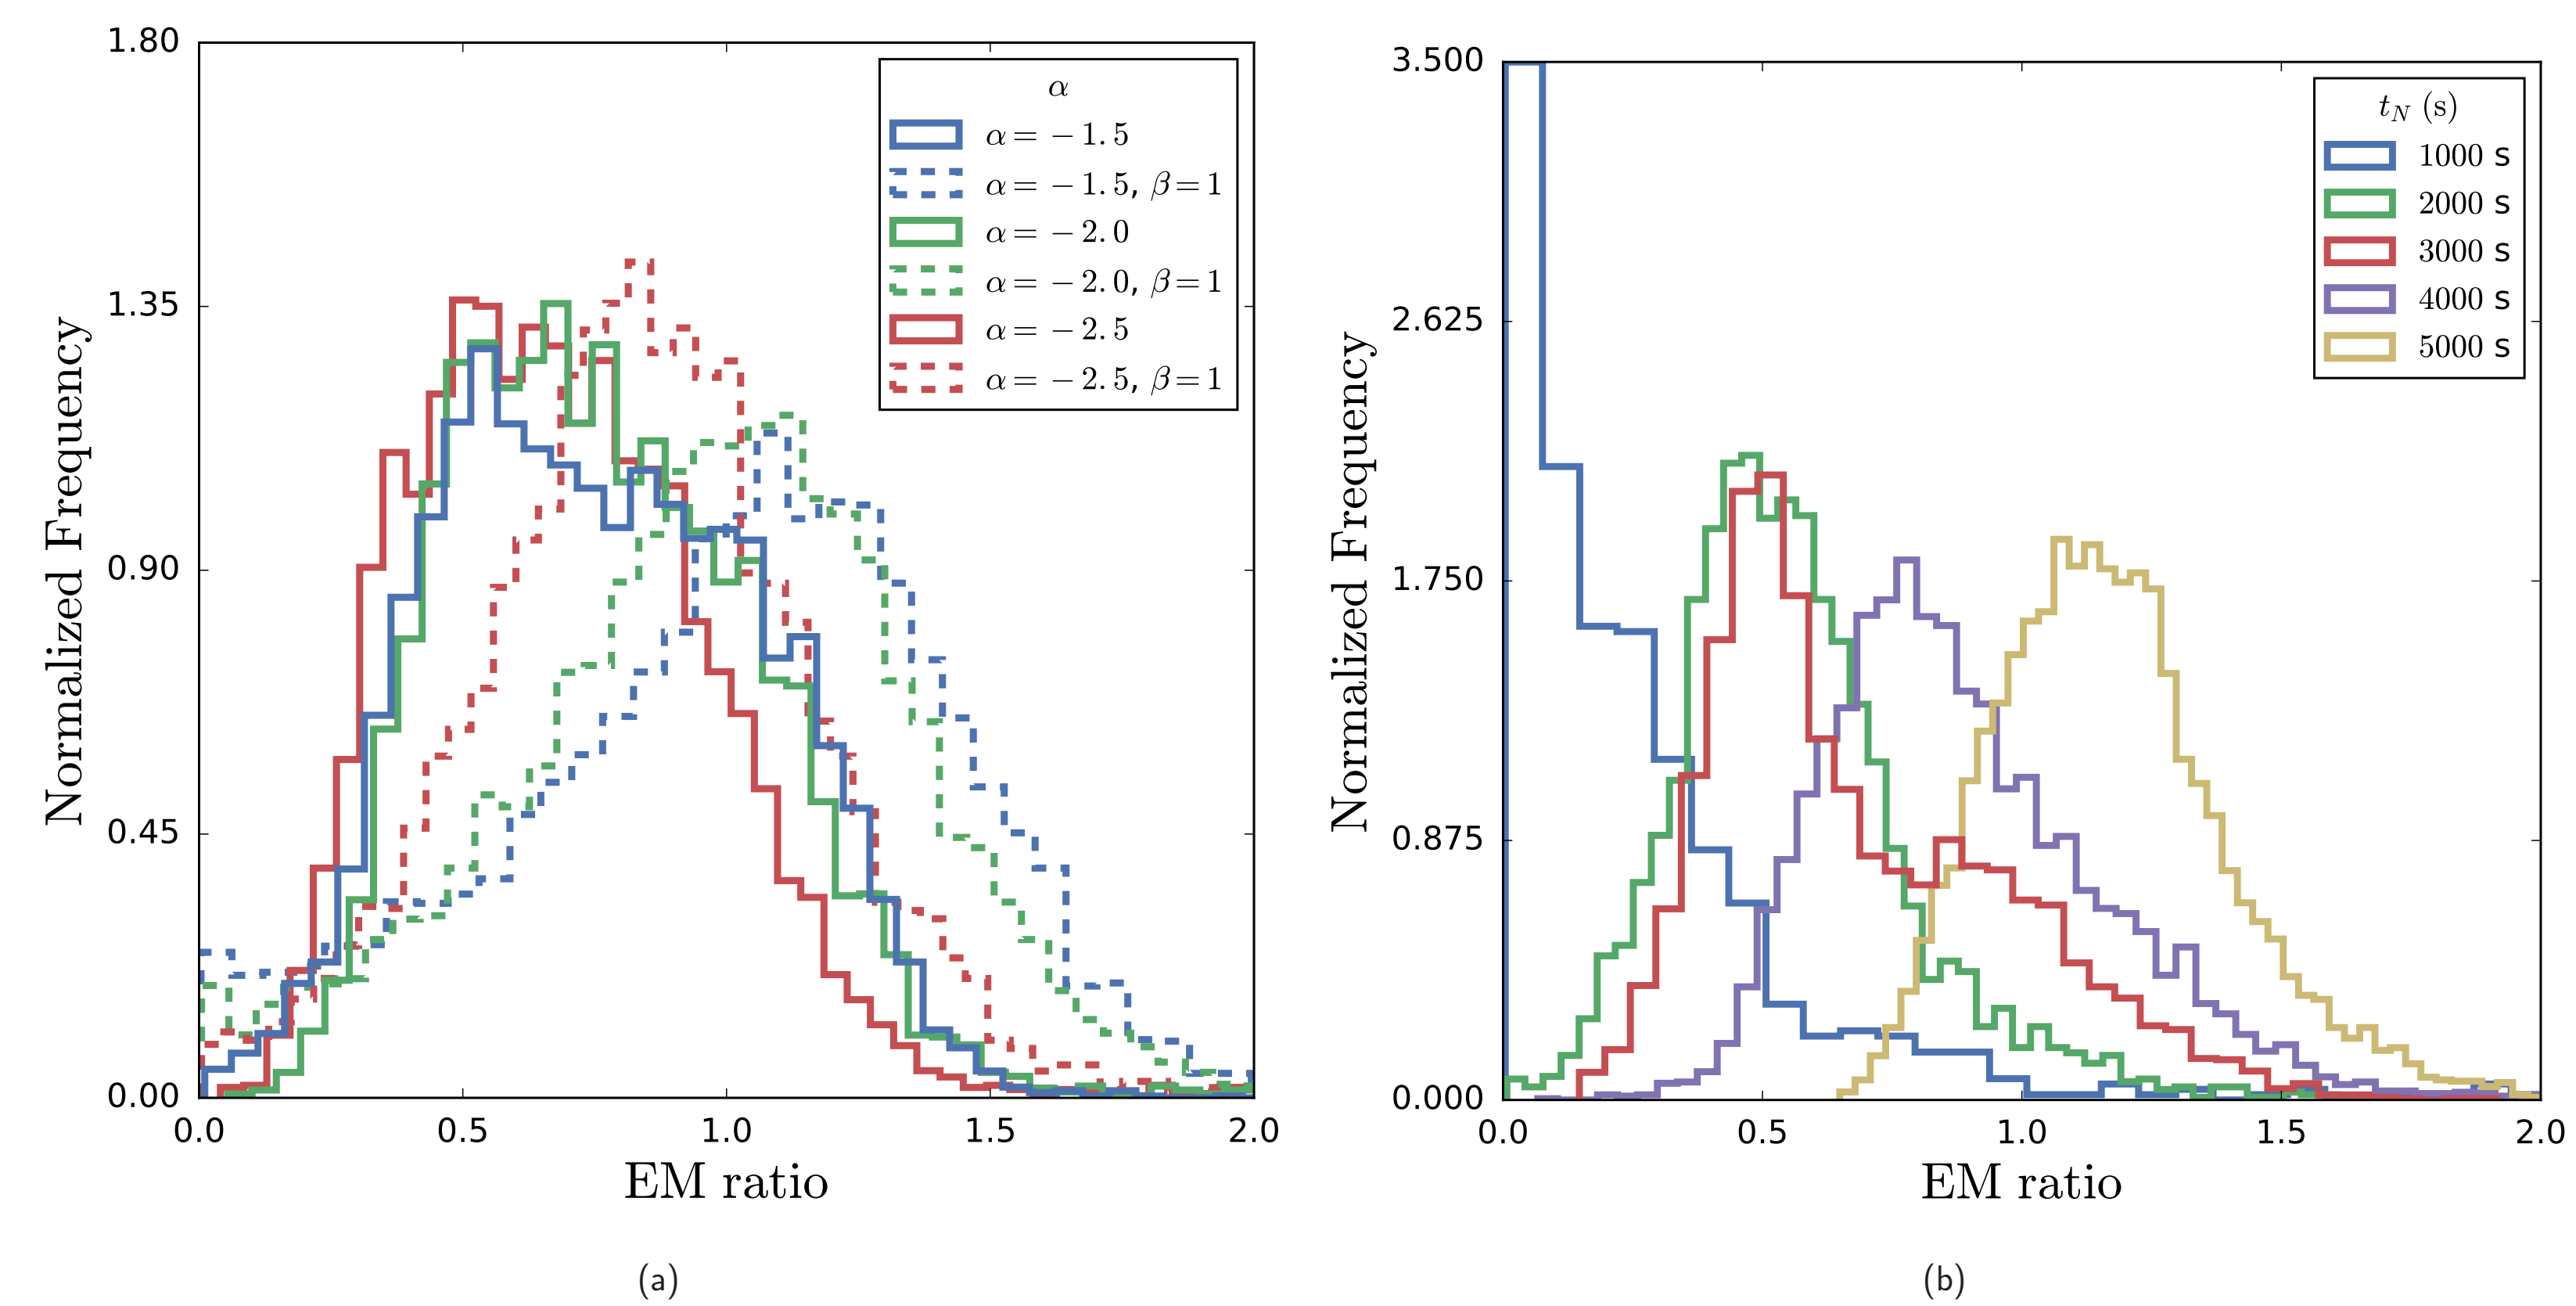 1.80
1.35
0.90
0.45
0.00
Normalized Frequency
0.0 0.5 1.0 1.5 2.0
EM ratio
α
α = −1.5
α = −1.5, β = 1
α = −2.0
α = −2.0, β = 1
α = −2.5
α = −2.5, β = 1
(a)
3.500
2.625
1.750
0.875
0.000
Normalized Frequency
0.0 0.5 1.0 1.5 2.0
EM ratio
t_N (s)
1000 s
2000 s
3000 s
4000 s
5000 s
(b)